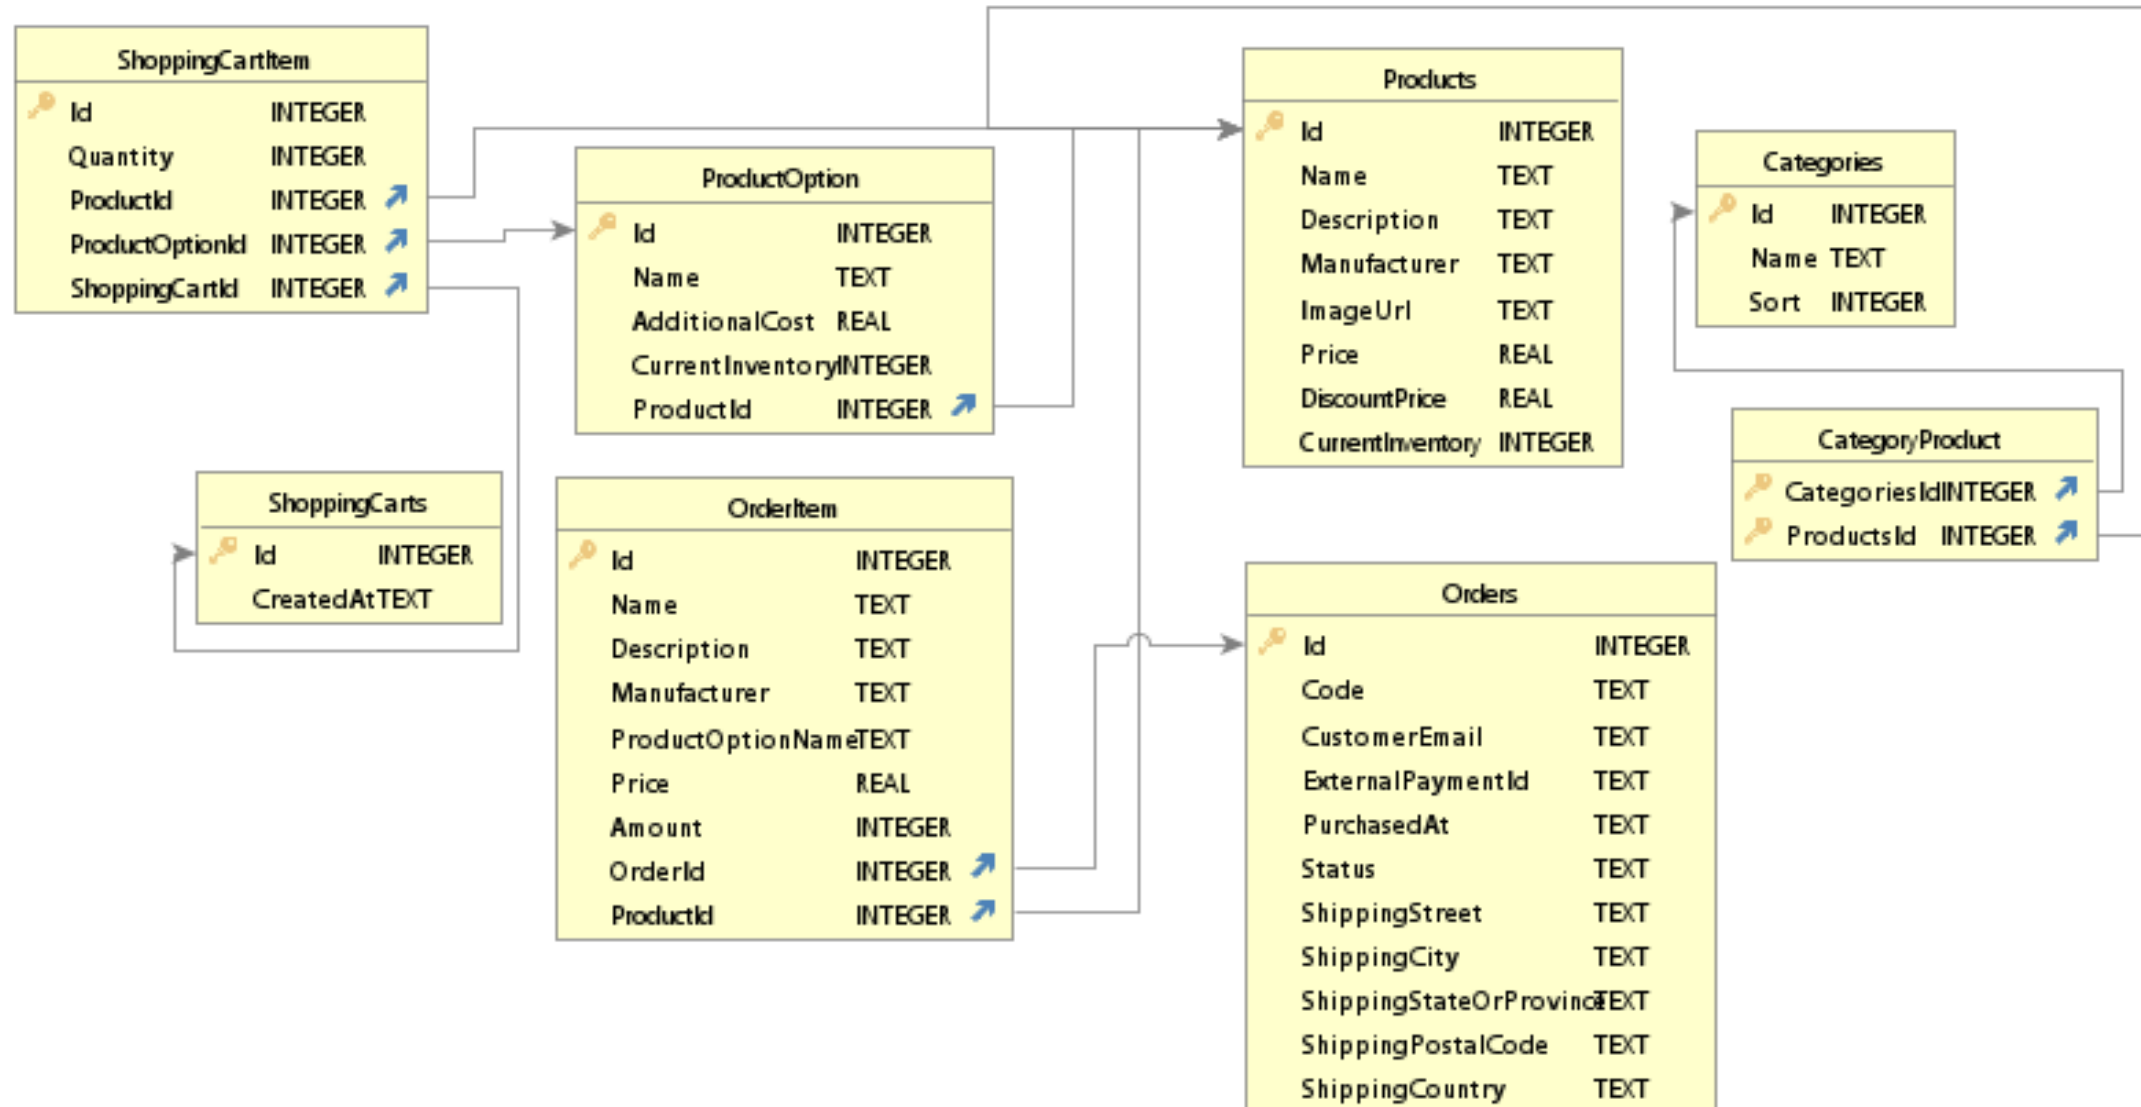 ShoppingCartItem
Id INTEGER
Quantity INTEGER
ProductId INTEGER
ProductOptionId INTEGER
ShoppingCartId INTEGER
ProductOption
Id INTEGER
Name TEXT
AdditionalCost REAL
CurrentInventory INTEGER
ProductId INTEGER
Products
Id INTEGER
Name TEXT
Description TEXT
Manufacturer TEXT
ImageUrl TEXT
Price REAL
DiscountPrice REAL
CurrentInventory INTEGER
Categories
Id INTEGER
Name TEXT
Sort INTEGER
CategoryProduct
CategoriesId INTEGER
ProductsId INTEGER
ShoppingCarts
Id INTEGER
CreatedAt TEXT
OrderItem
Id INTEGER
Name TEXT
Description TEXT
Manufacturer TEXT
ProductOptionName TEXT
Price REAL
Amount INTEGER
OrderId INTEGER
ProductId INTEGER
Orders
Id INTEGER
Code TEXT
CustomerEmail TEXT
ExternalPaymentId TEXT
PurchasedAt TEXT
Status TEXT
ShippingStreet TEXT
ShippingCity TEXT
ShippingStateOrProvince TEXT
ShippingPostalCode TEXT
ShippingCountry TEXT